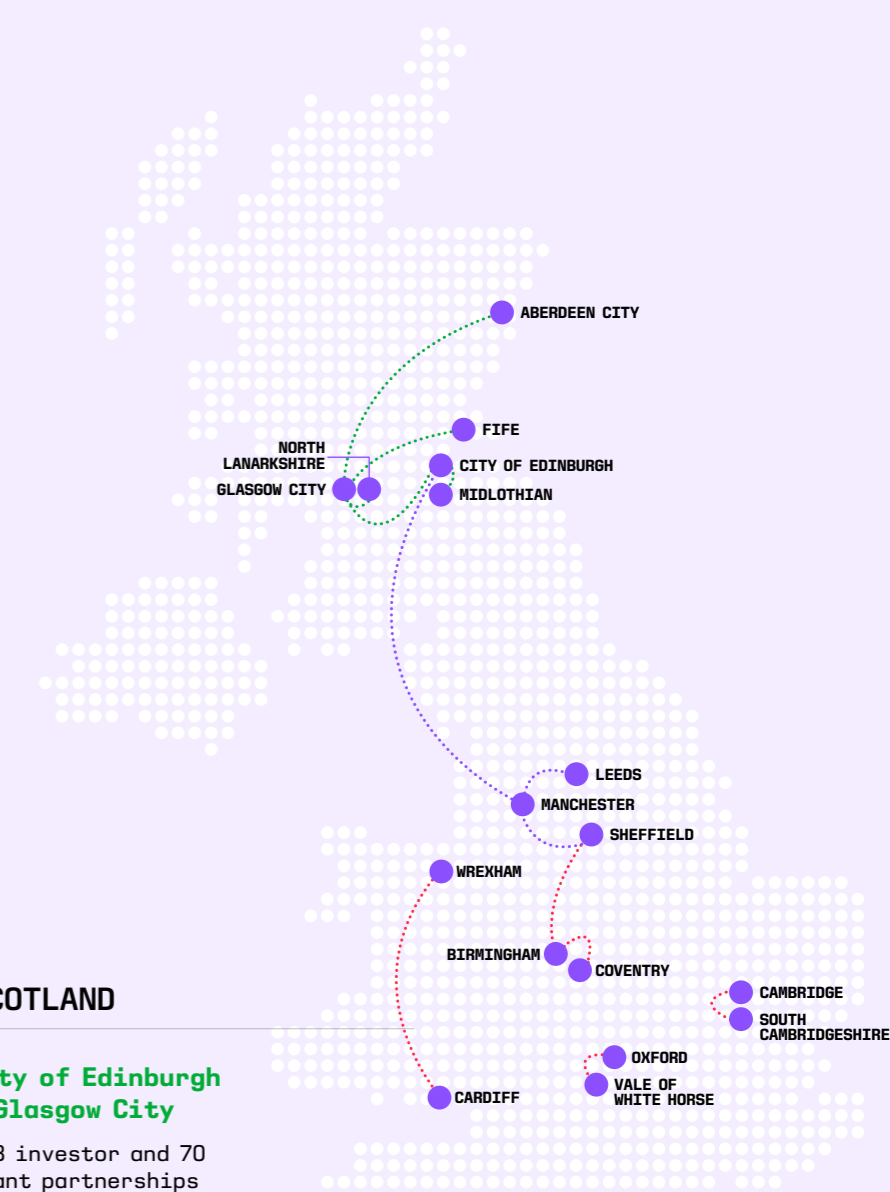 ABERDEEN CITY
FIFE
NORTH
LANARKSHIRE
CITY OF EDINBURGH
GLASGOW CITY
MIDLOTHIAN
LEEDS
MANCHESTER
SHEFFIELD
WREXHAM
BIRMINGHAM
COVENTRY
CAMBRIDGE
SOUTH
CAMBRIDGESHIRE
OXFORD
VALE OF
WHITE HORSE
CARDIFF
COTLAND
ty of Edinburgh
Glasgow City
investor and 70
ant partnerships